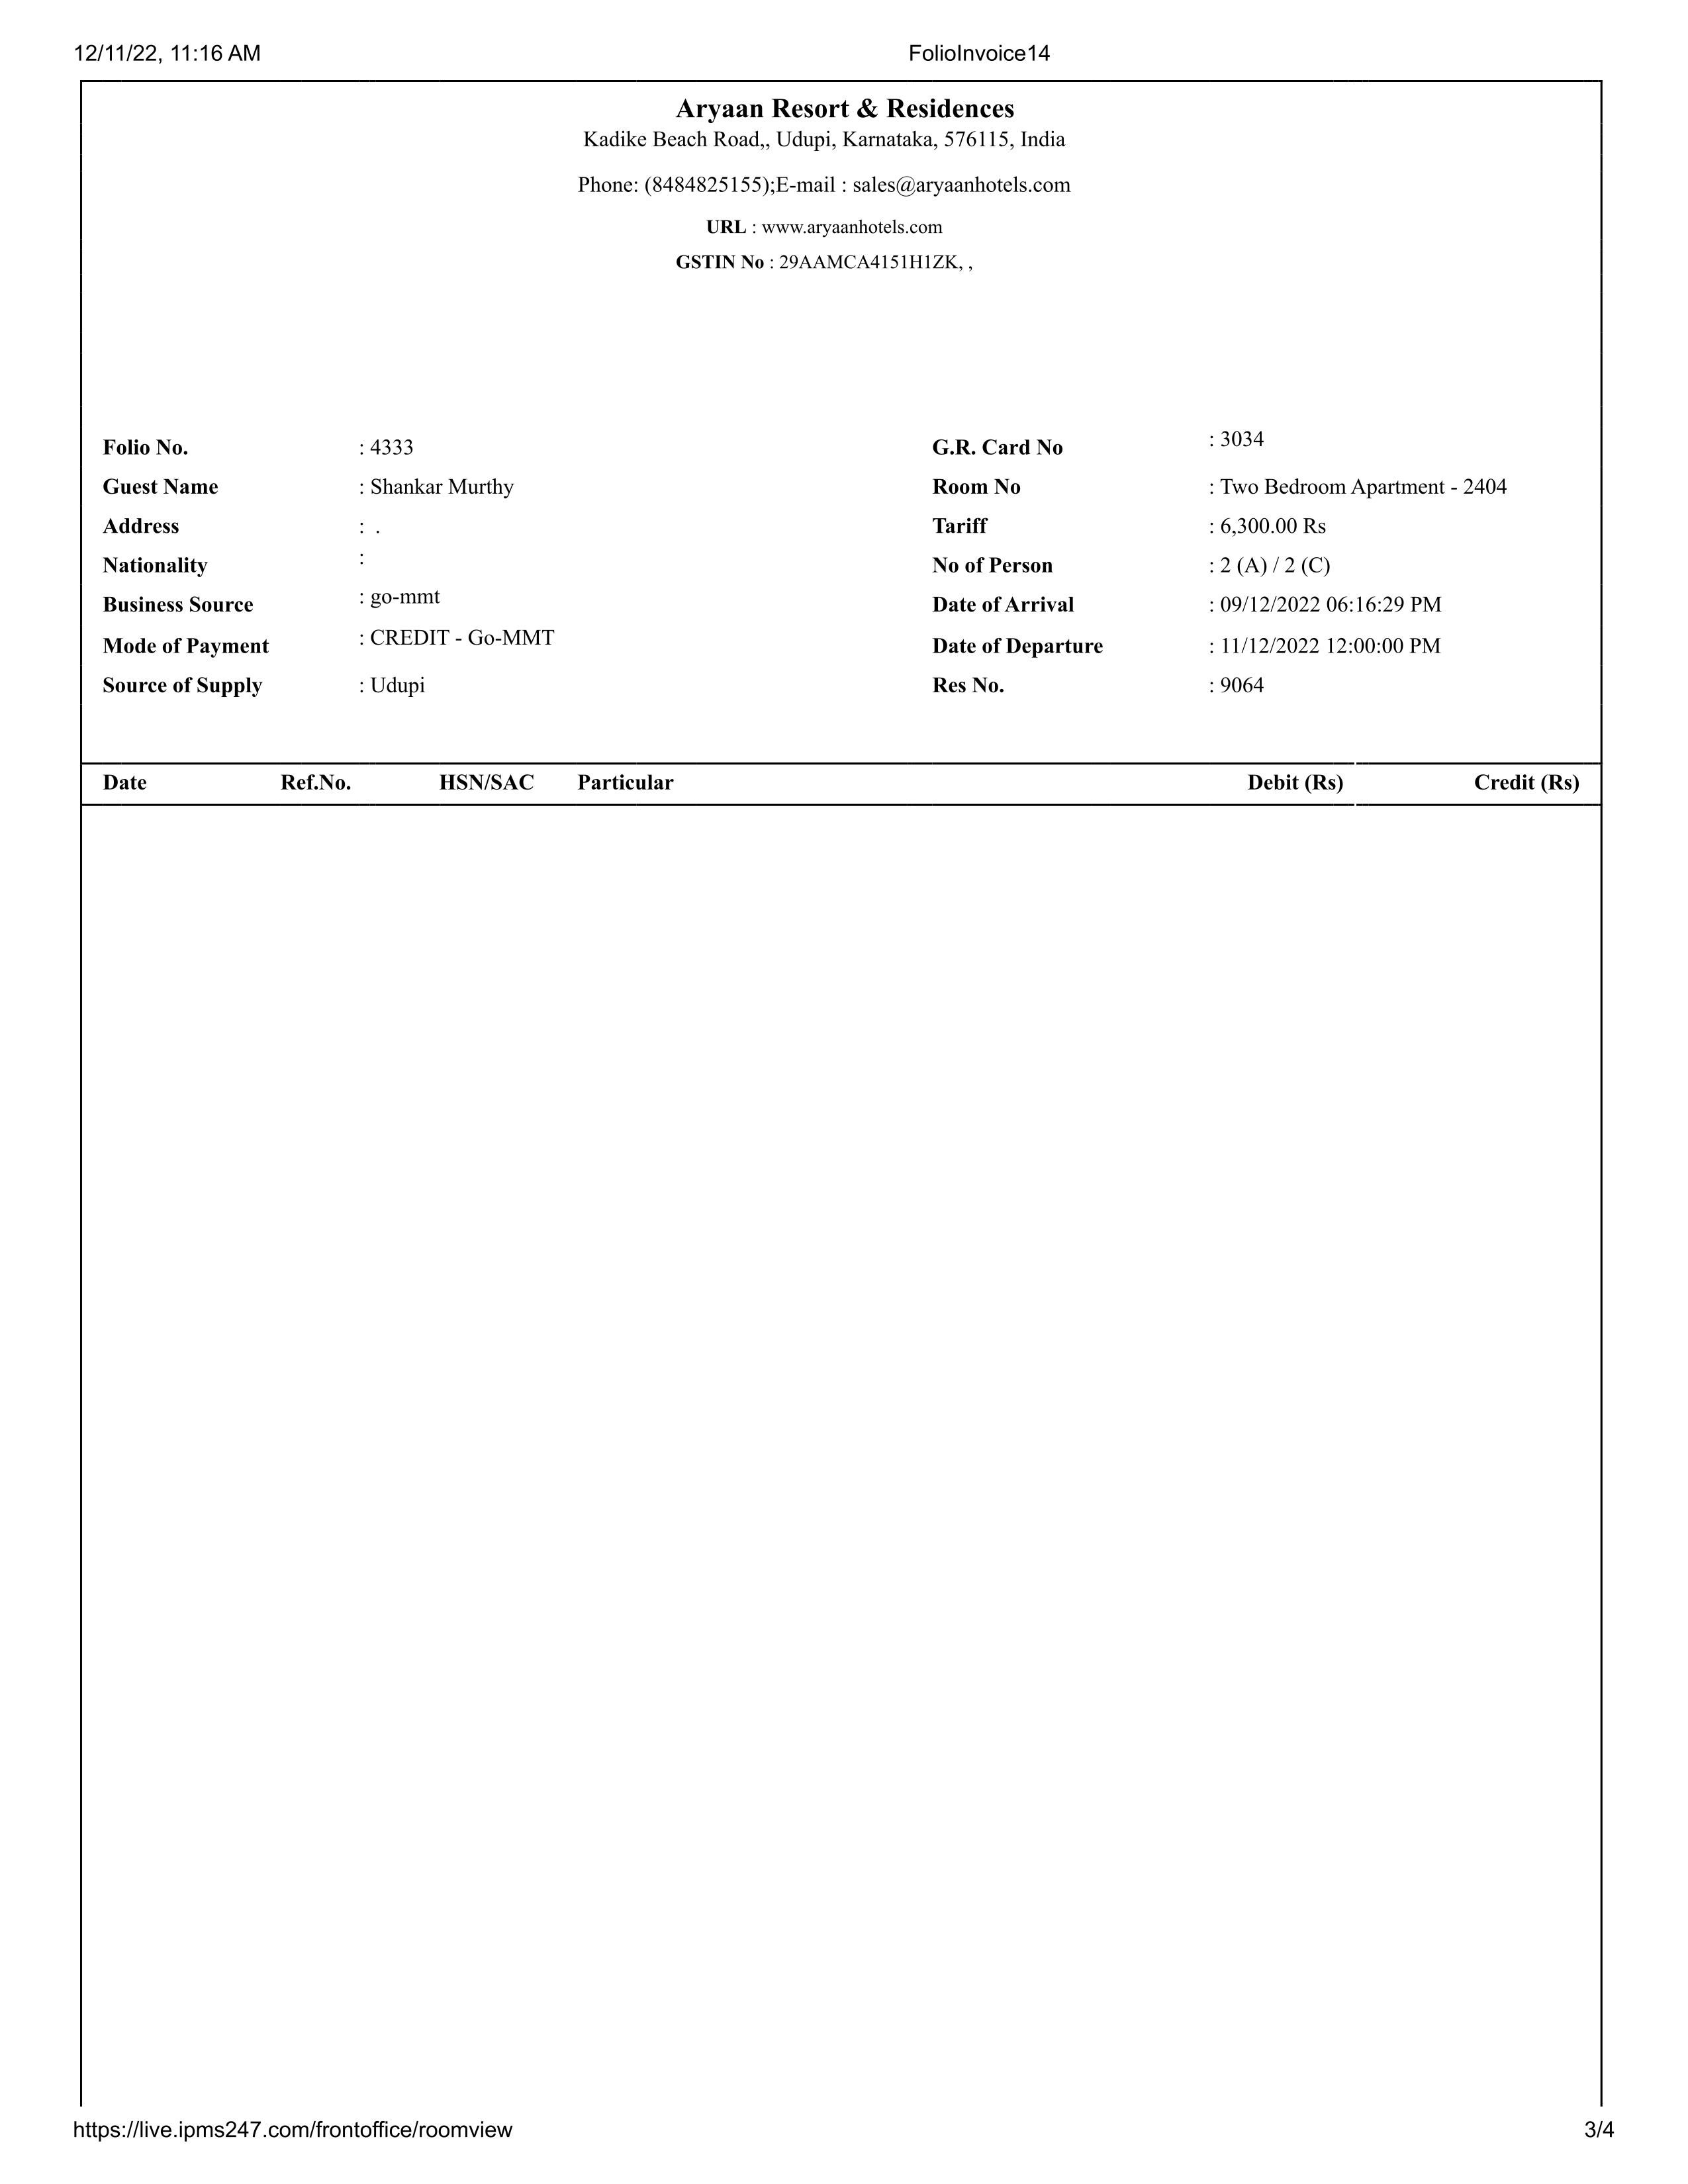 12/11/22, 11:16 AM FolioInvoice14
Aryaan Resort & Residences
Kadike Beach Road,, Udupi, Karnataka, 576115, India
Phone: (8484825155);E-mail : sales@aryaanhotels.com
URL : www.aryaanhotels.com
GSTIN No : 29AAMCA4151H1ZK, ,
Folio No. : 4333 G.R. Card No : 3034
Guest Name : Shankar Murthy Room No : Two Bedroom Apartment - 2404
Address : . Tariff : 6,300.00 Rs
Nationality : No of Person : 2 (A) / 2 (C)
Business Source : go-mmt Date of Arrival : 09/12/2022 06:16:29 PM
Mode of Payment : CREDIT - Go-MMT Date of Departure : 11/12/2022 12:00:00 PM
Source of Supply : Udupi Res No. : 9064
Date Ref.No. HSN/SAC Particular Debit (Rs) Credit (Rs)
https://live.ipms247.com/frontoffice/roomview 3/4